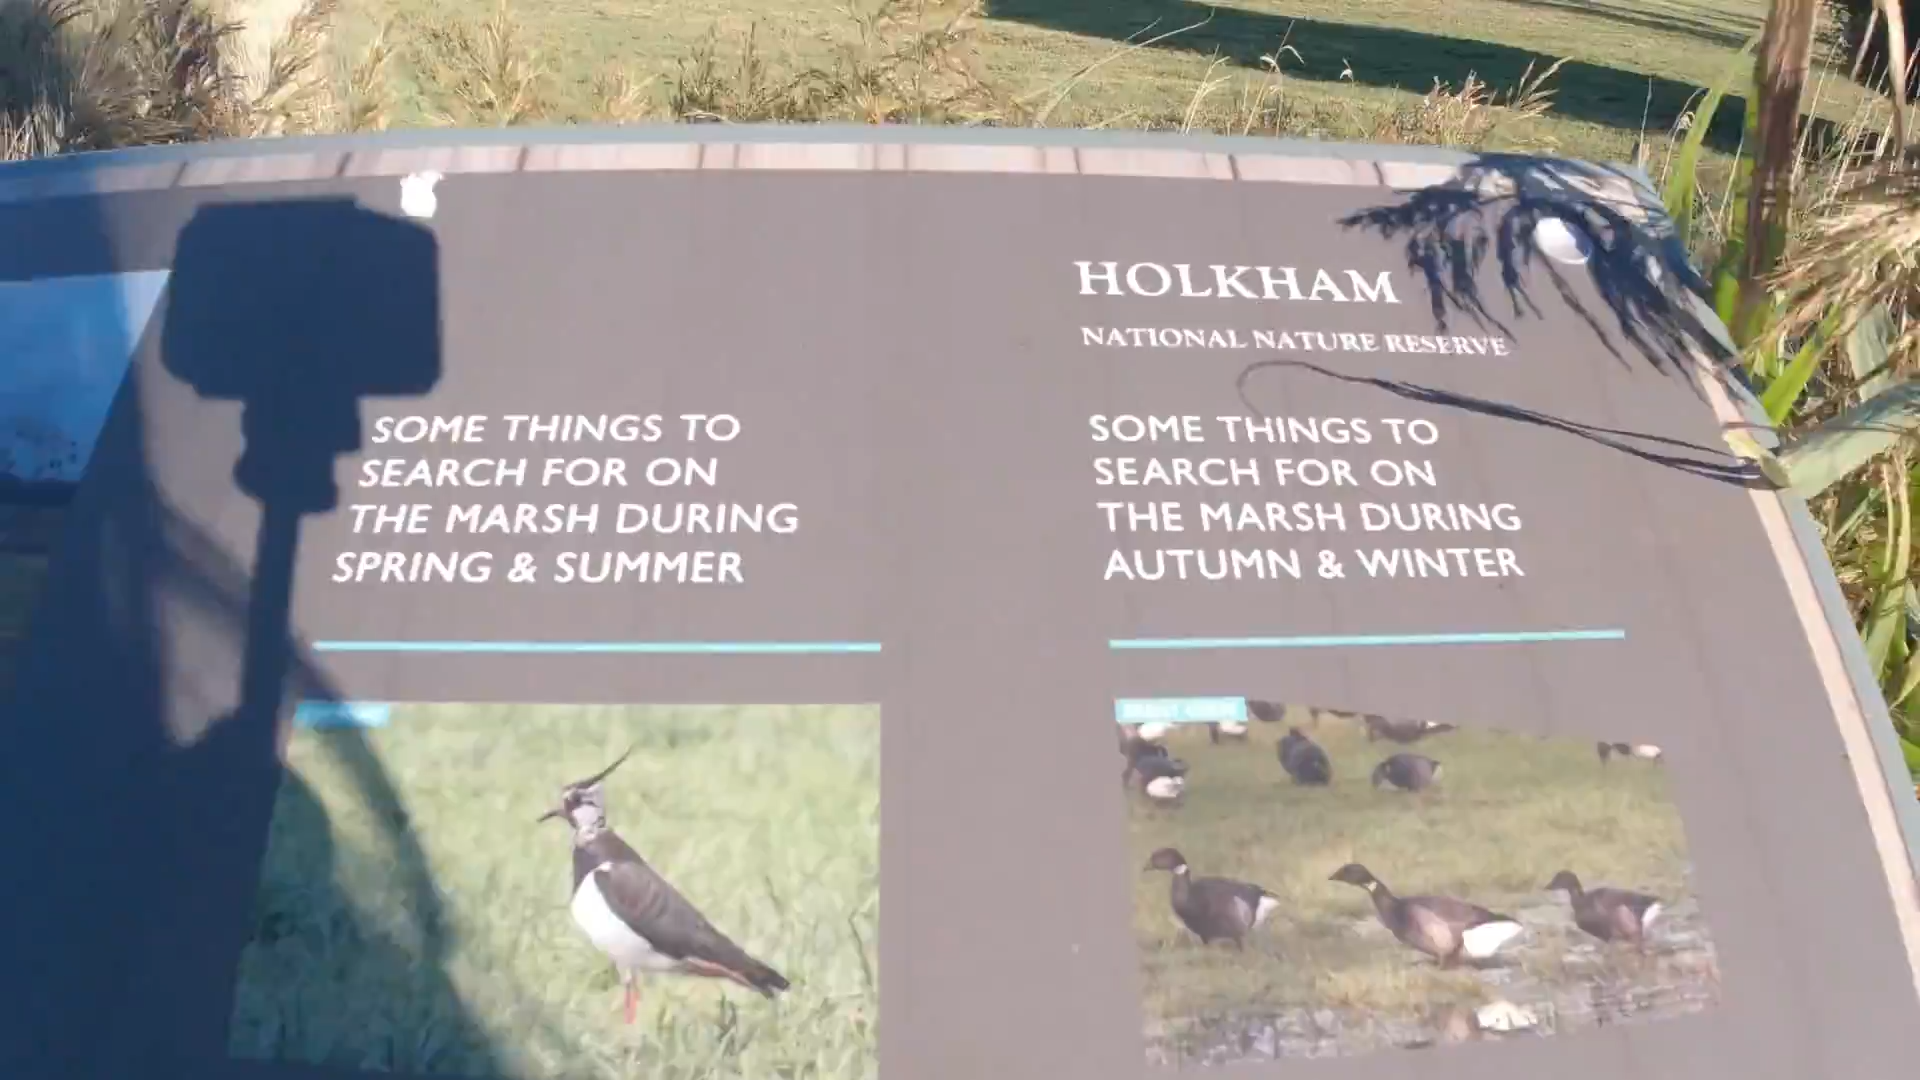 HOLKHAM
NATIONAL NATURE RESERVE
SOME THINGS TO
SEARCH FOR ON
THE MARSH DURING
SPRING & SUMMER
SOME THINGS TO
SEARCH FOR ON
THE MARSH DURING
AUTUMN & WINTER